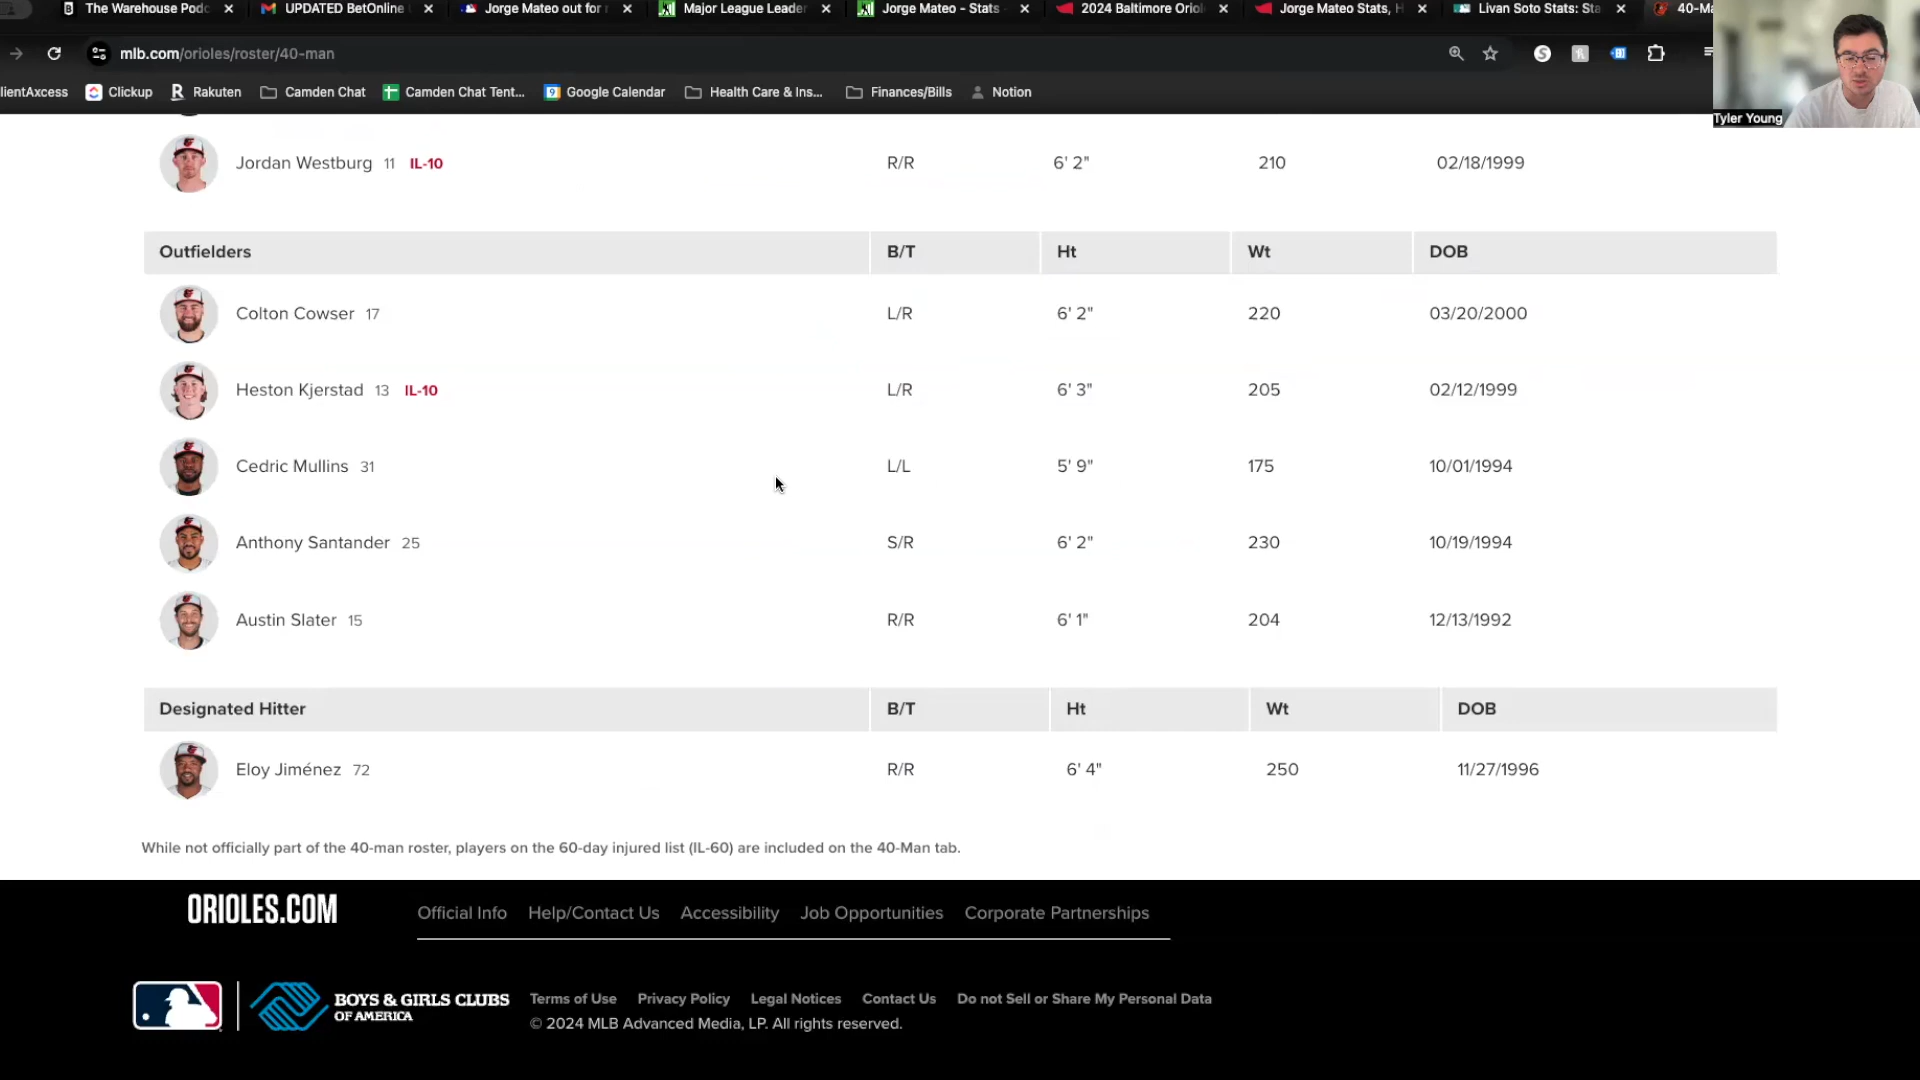 The Warehouse Podc
UPDATED BetOnline
Jorge Mateo out for
Major League Leader
Jorge Mateo - Stats
2024 Baltimore Oriol
Jorge Mateo Stats, H
Livan Soto Stats: Sta
40-Ma
mlb.com/orioles/roster/40-man
lientAxcess
Clickup
Rakuten
Camden Chat
Camden Chat Tent...
Google Calendar
Health Care & Ins...
Finances/Bills
Notion
Tyler Young
Jordan Westburg 11 IL-10 R/R 6' 2" 210 02/18/1999
Outfielders B/T Ht Wt DOB
Colton Cowser 17 L/R 6' 2" 220 03/20/2000
Heston Kjerstad 13 IL-10 L/R 6' 3" 205 02/12/1999
Cedric Mullins 31 L/L 5' 9" 175 10/01/1994
Anthony Santander 25 S/R 6' 2" 230 10/19/1994
Austin Slater 15 R/R 6' 1" 204 12/13/1992
Designated Hitter B/T Ht Wt DOB
Eloy Jiménez 72 R/R 6' 4" 250 11/27/1996
While not officially part of the 40-man roster, players on the 60-day injured list (IL-60) are included on the 40-Man tab.
ORIOLES.COM
Official Info Help/Contact Us Accessibility Job Opportunities Corporate Partnerships
BOYS & GIRLS CLUBS
OF AMERICA
Terms of Use Privacy Policy Legal Notices Contact Us Do not Sell or Share My Personal Data
© 2024 MLB Advanced Media, LP. All rights reserved.